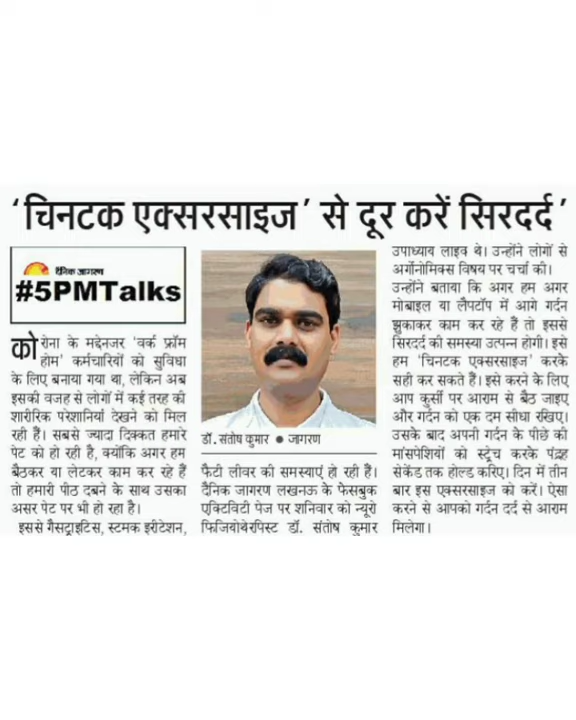 ‘चिनटक एक्सरसाइज’ से दूर करें सिरदर्द’
दैनिक जागरण
#5PMTalks
कोरोना के मद्देनजर ‘वर्क फ्रॉम
होम’ कर्मचारियों की सुविधा
के लिए बनाया गया था, लेकिन अब
इसकी वजह से लोगों में कई तरह की
शारीरिक परेशानियां देखने को मिल
रही हैं। सबसे ज्यादा दिक्कत हमारे
पेट को हो रही है, क्योंकि अगर हम
बैठकर या लेटकर काम कर रहे हैं
तो हमारी पीठ दबने के साथ उसका
असर पेट पर भी हो रहा है।
इससे गैसट्राइटिस, स्टमक इरीटेशन,
डॉ. संतोष कुमार ● जागरण
फैटी लीवर की समस्याएं हो रही हैं।
दैनिक जागरण लखनऊ के फेसबुक
एक्टिविटी पेज पर शनिवार को न्यूरो
फिजियोथेरेपिस्ट डॉ. संतोष कुमार
उपाध्याय लाइव थे। उन्होंने लोगों से
अर्गोनोमिक्स विषय पर चर्चा की।
उन्होंने बताया कि अगर हम अगर
मोबाइल या लैपटॉप में आगे गर्दन
झुकाकर काम कर रहे हैं तो इससे
सिरदर्द की समस्या उत्पन्न होगी। इसे
हम ‘चिनटक एक्सरसाइज’ करके
सही कर सकते हैं। इसे करने के लिए
आप कुर्सी पर आराम से बैठ जाइए
और गर्दन को एक दम सीधा रखिए।
उसके बाद अपनी गर्दन के पीछे की
मांसपेशियों को स्ट्रेच करके पंद्रह
सेकेंड तक होल्ड करिए। दिन में तीन
बार इस एक्सरसाइज को करें। ऐसा
करने से आपको गर्दन दर्द से आराम
मिलेगा।